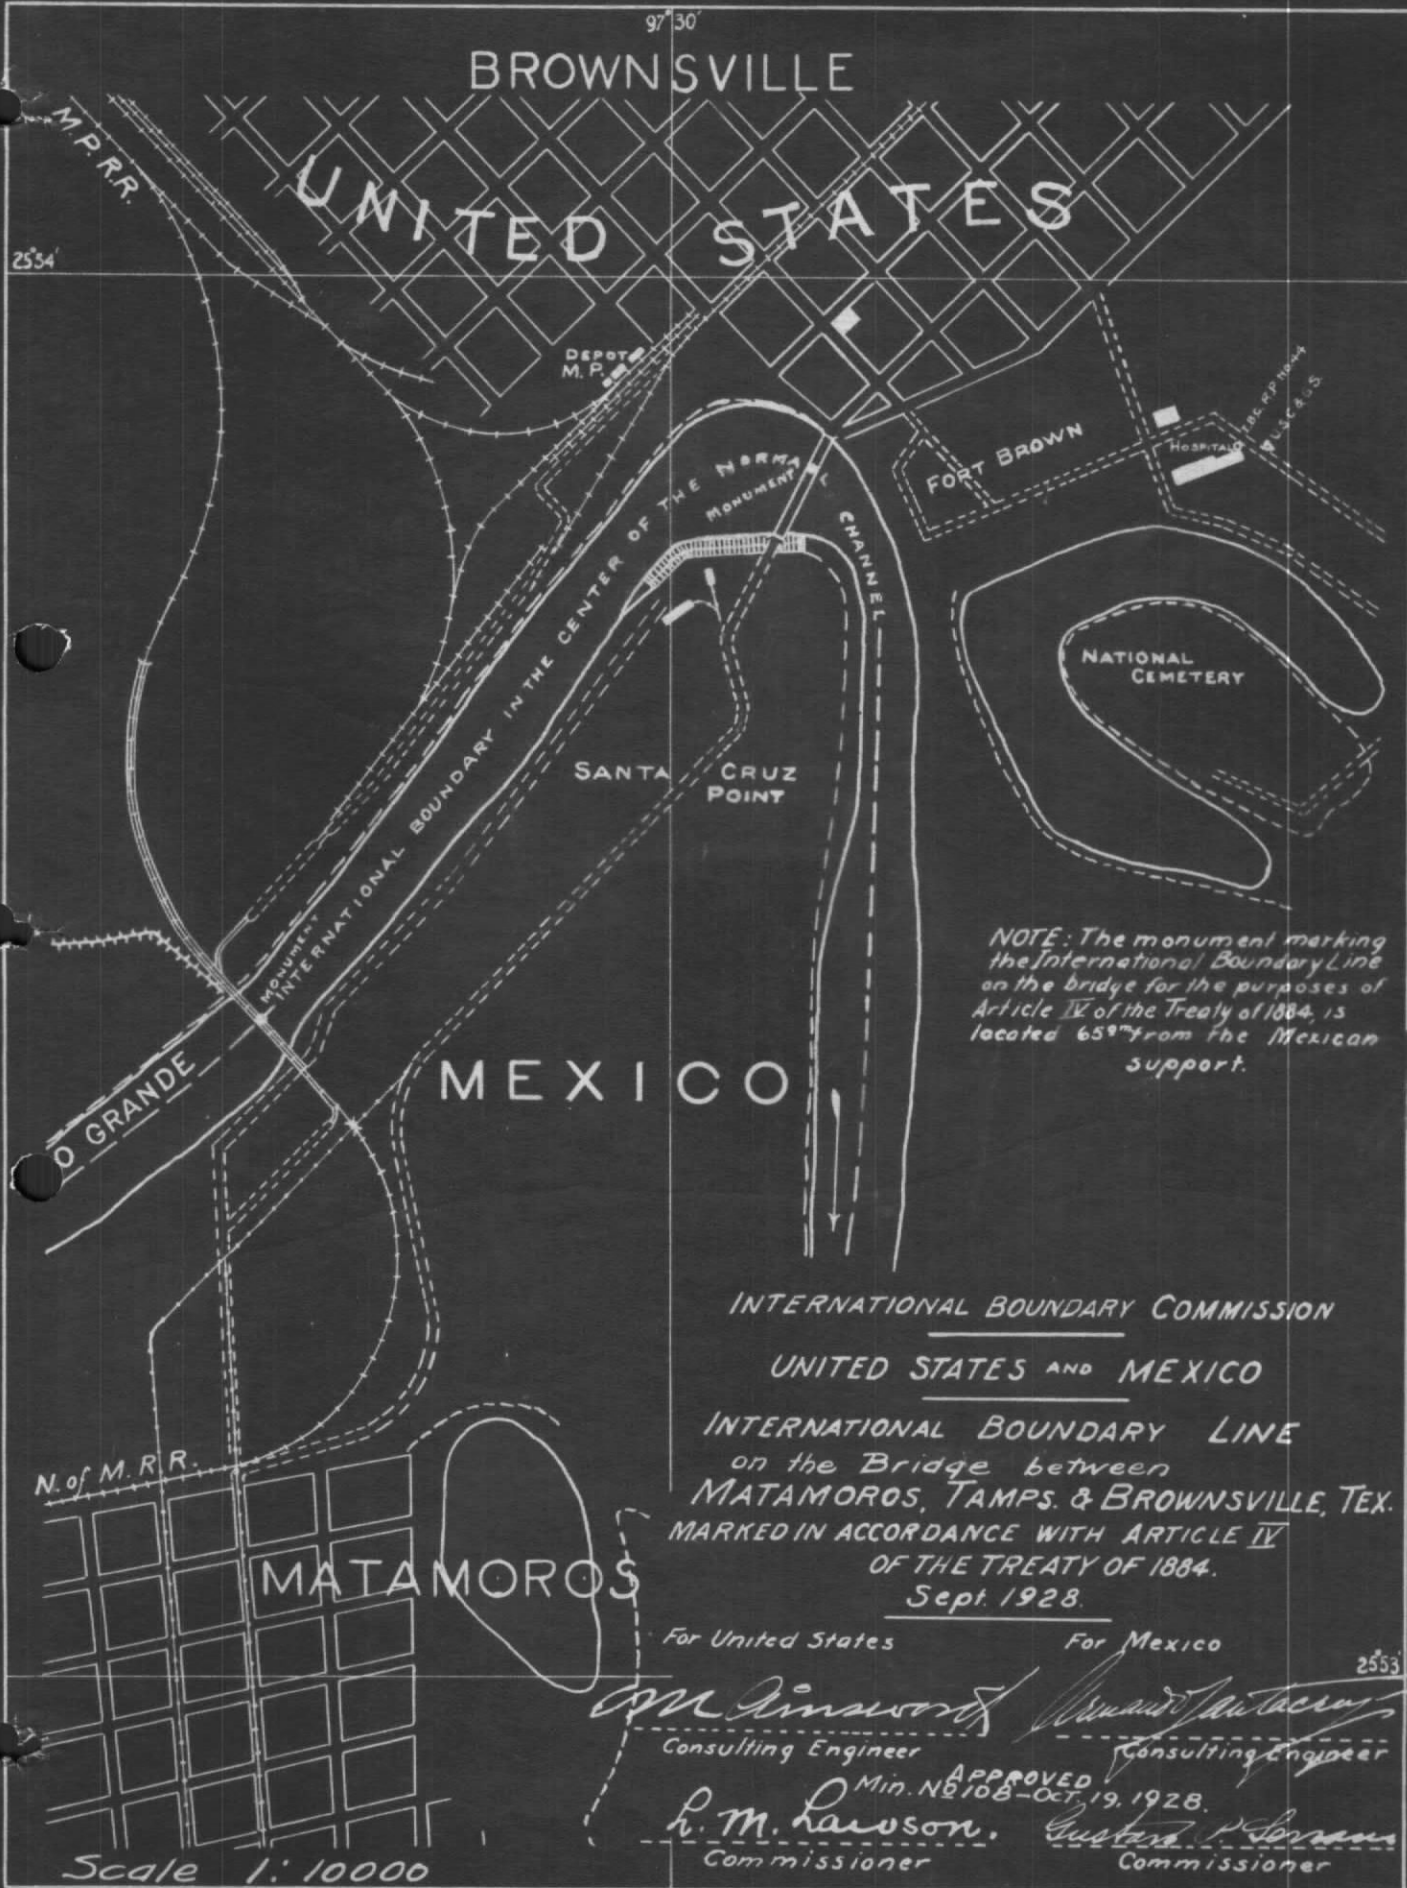 97°30'
BROWNSVILLE
M.P.R.R.
UNITED STATES
25°54'
DEPOT
M. P.
FORT BROWN
HOSPITAL
U.S.C.& G.S.
INTERNATIONAL BOUNDARY IN THE CENTER OF THE NORMAL CHANNEL
MONUMENT
NATIONAL
CEMETERY
SANTA CRUZ
POINT
MONUMENT
NOTE: The monument marking
the International Boundary Line
on the bridge for the purposes of
Article IV of the Treaty of 1884, is
located from the Mexican
support.
O GRANDE
MEXICO
INTERNATIONAL BOUNDARY COMMISSION
UNITED STATES AND MEXICO
INTERNATIONAL BOUNDARY LINE
on the Bridge between
MATAMOROS, TAMPS. & BROWNSVILLE, TEX.
MARKED IN ACCORDANCE WITH ARTICLE IV
OF THE TREATY OF 1884.
Sept. 1928.
N. of M. R. R.
MATAMOROS
For United States
For Mexico
25°53'
Ainsworth
Consulting Engineer
Consulting Engineer
APPROVED
Min. No 108-OCT. 19, 1928.
L. M. Lawson.
Commissioner
Gustavo P. Serrano
Commissioner
Scale 1:10000